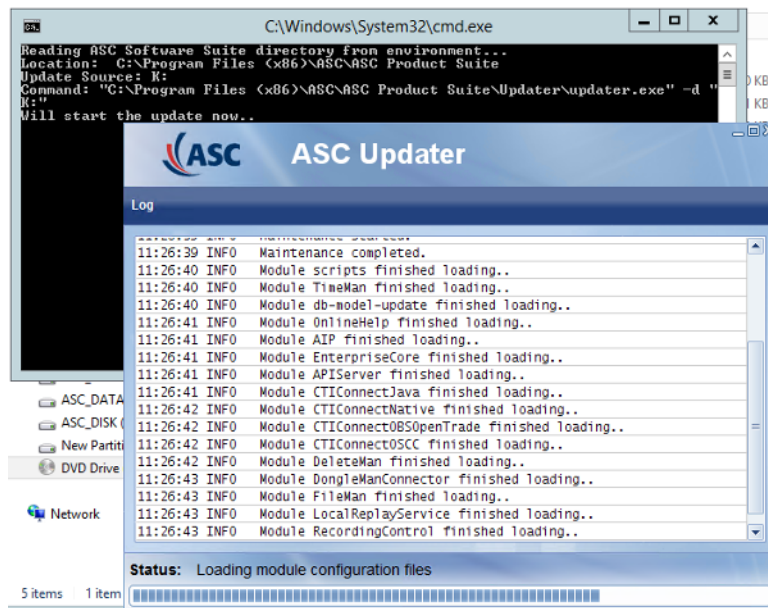 C:\Windows\System32\cmd.exe
Reading ASC Software Suite directory from environment...
Location:  C:\Program Files (x86)\ASC\ASC Product Suite
Update Source: K:
Command: "C:\Program Files (x86)\ASC\ASC Product Suite\Updater\updater.exe" -d "
K:"
Will start the update now..
KB
KB
ASC
ASC Updater
Log
Maintenance started.
11:26:39 INFO Maintenance completed.
11:26:40 INFO Module scripts finished loading..
11:26:40 INFO Module TimeMan finished loading..
11:26:40 INFO Module db-model-update finished loading..
11:26:41 INFO Module OnlineHelp finished loading..
11:26:41 INFO Module AIP finished loading..
11:26:41 INFO Module EnterpriseCore finished loading..
11:26:41 INFO Module APIServer finished loading..
11:26:41 INFO Module CTIConnectJava finished loading..
11:26:42 INFO Module CTIConnectNative finished loading..
11:26:42 INFO Module CTIConnectOBSOpenTrade finished loading..
11:26:42 INFO Module CTIConnectOSCC finished loading..
11:26:42 INFO Module DeleteMan finished loading..
11:26:43 INFO Module DongleManConnector finished loading..
11:26:43 INFO Module FileMan finished loading..
11:26:43 INFO Module LocalReplayService finished loading..
11:26:43 INFO Module RecordingControl finished loading..
ASC_DATA
ASC_DISK (
New Partiti
DVD Drive
Network
Status: Loading module configuration files
5 items 1 item